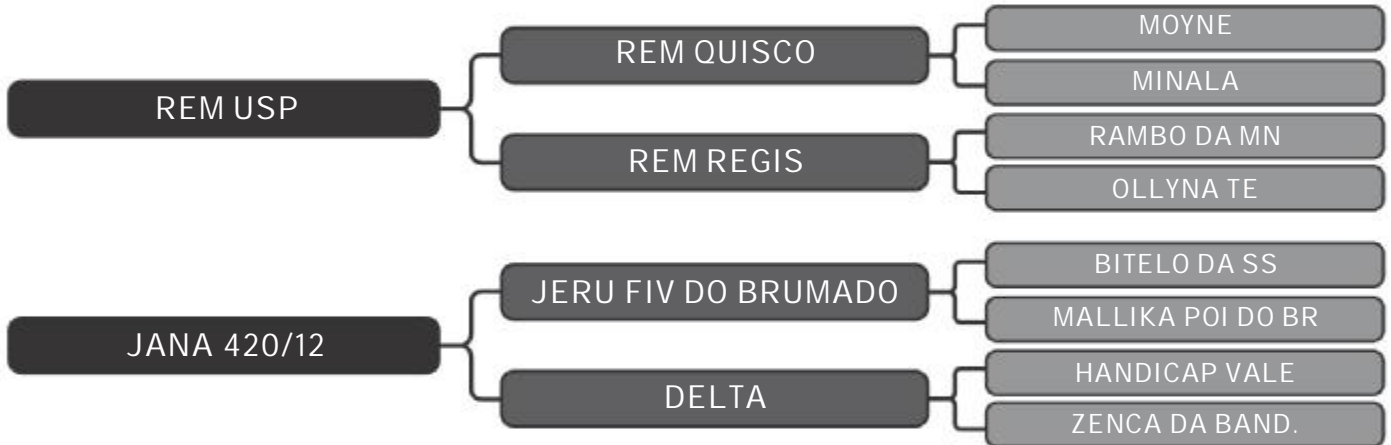 REM USP
REM QUISCO
MOYNE
MINALA
REM REGIS
RAMBO DA MN
OLLYNA TE
JANA 420/12
JERU FIV DO BRUMADO
BITELO DA SS
MALLIKA POI DO BR
DELTA
HANDICAP VALE
ZENCA DA BAND.